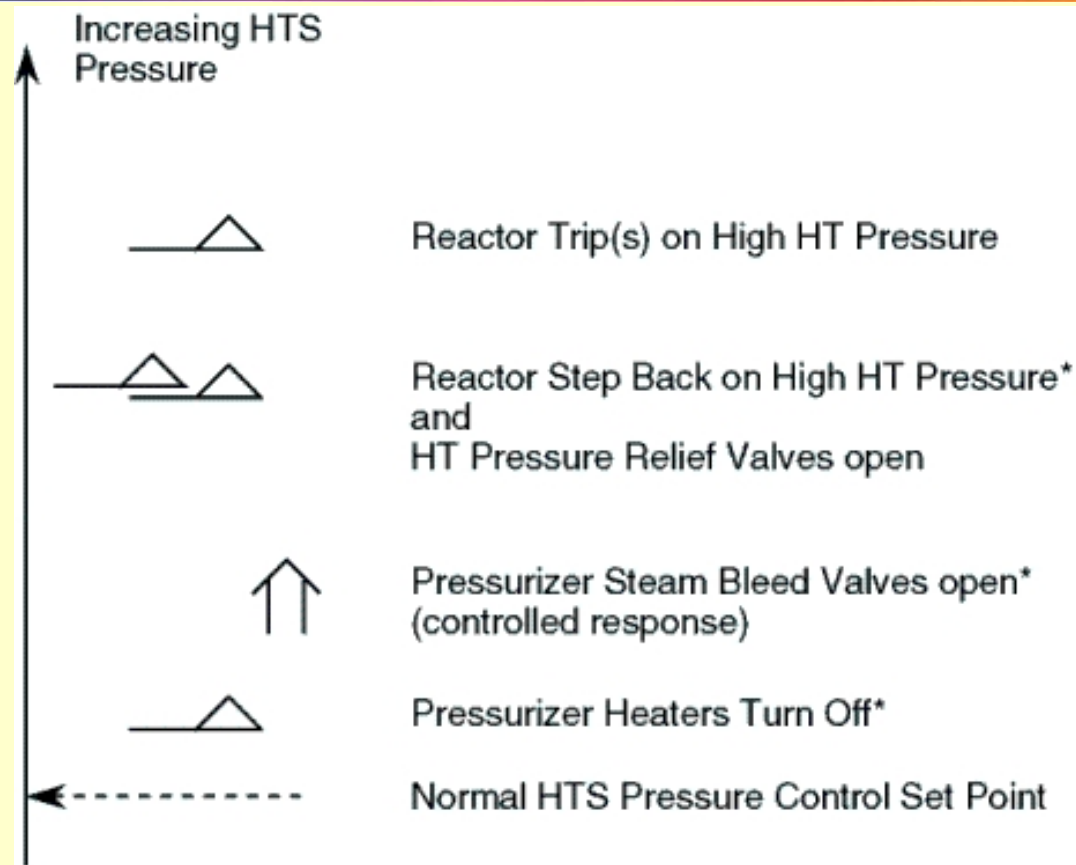 Increasing HTS
Pressure
Reactor Trip(s) on High HT Pressure
Reactor Step Back on High HT Pressure*
and
HT Pressure Relief Valves open
Pressurizer Steam Bleed Valves open*
(controlled response)
Pressurizer Heaters Turn Off*
Normal HTS Pressure Control Set Point